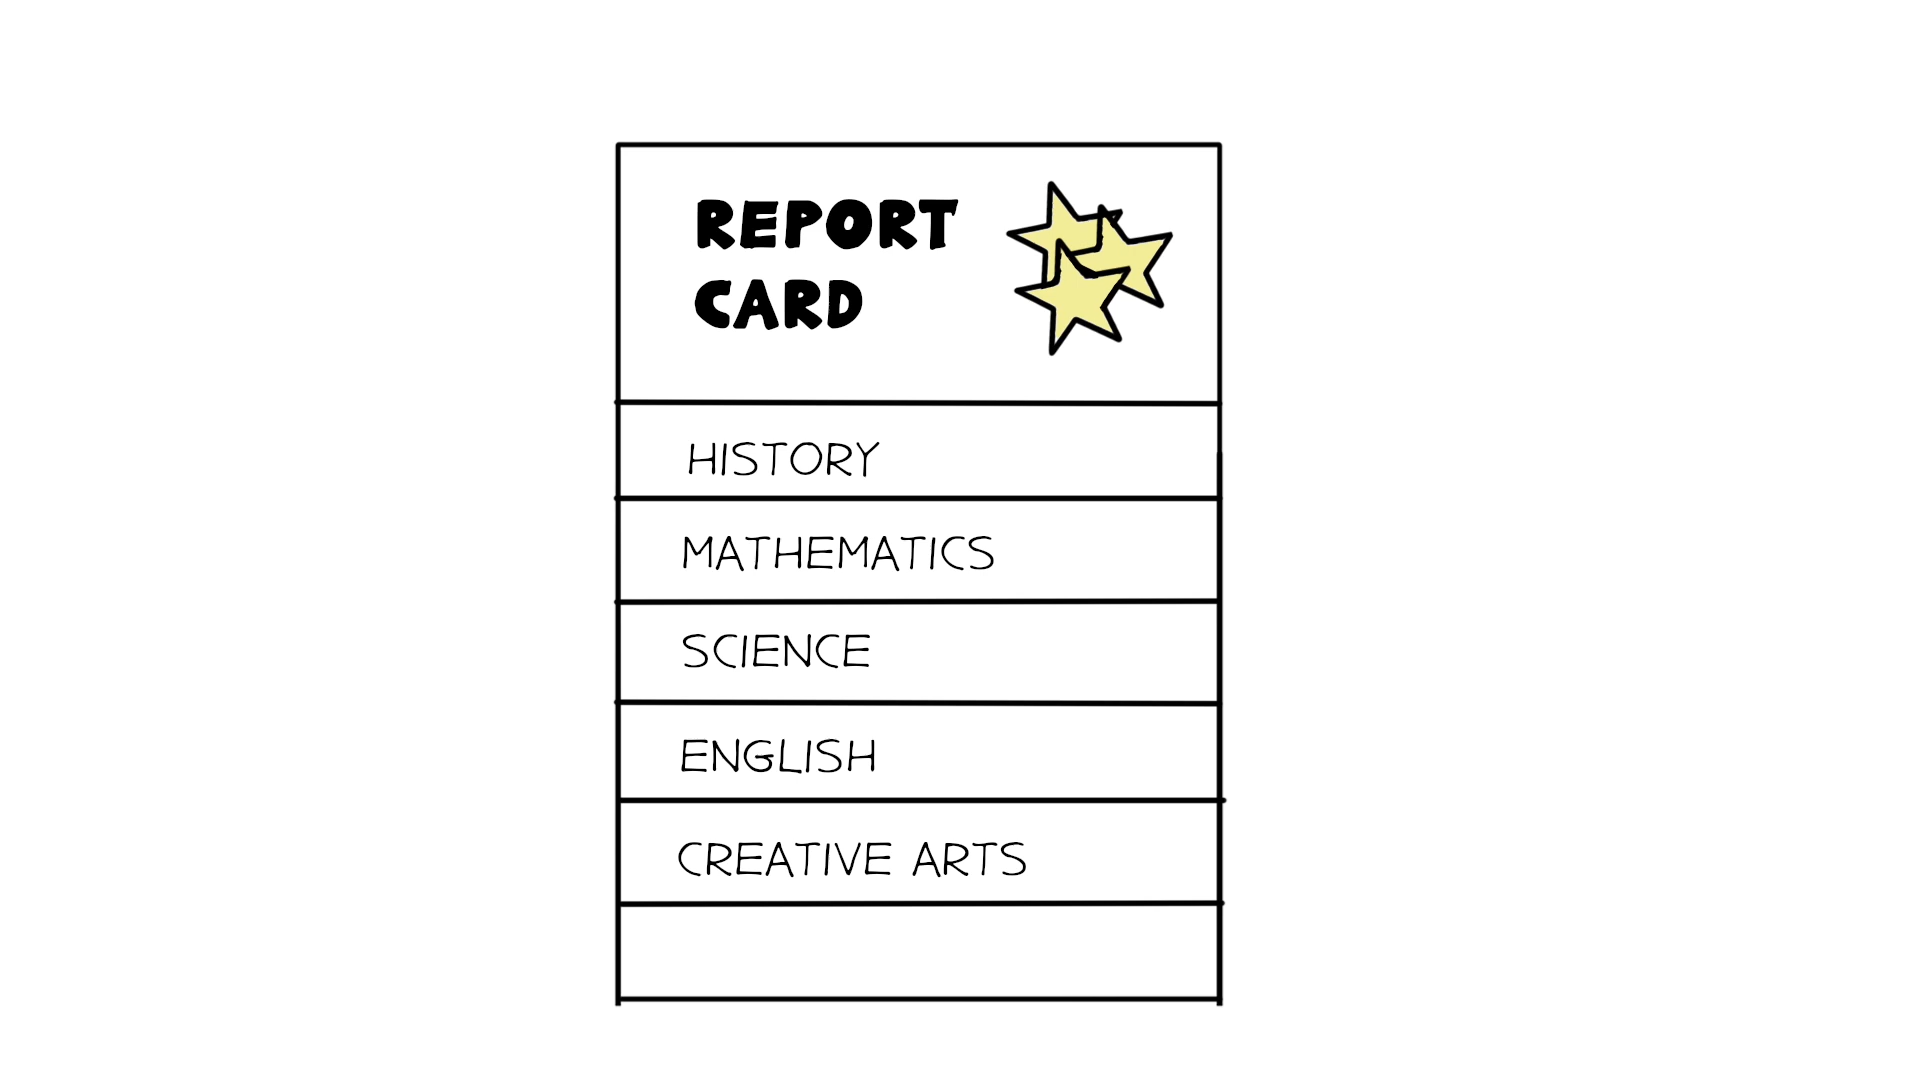 REPORT
CARD
HISTORY
MATHEMATICS
SCIENCE
ENGLISH
CREATIVE ARTS